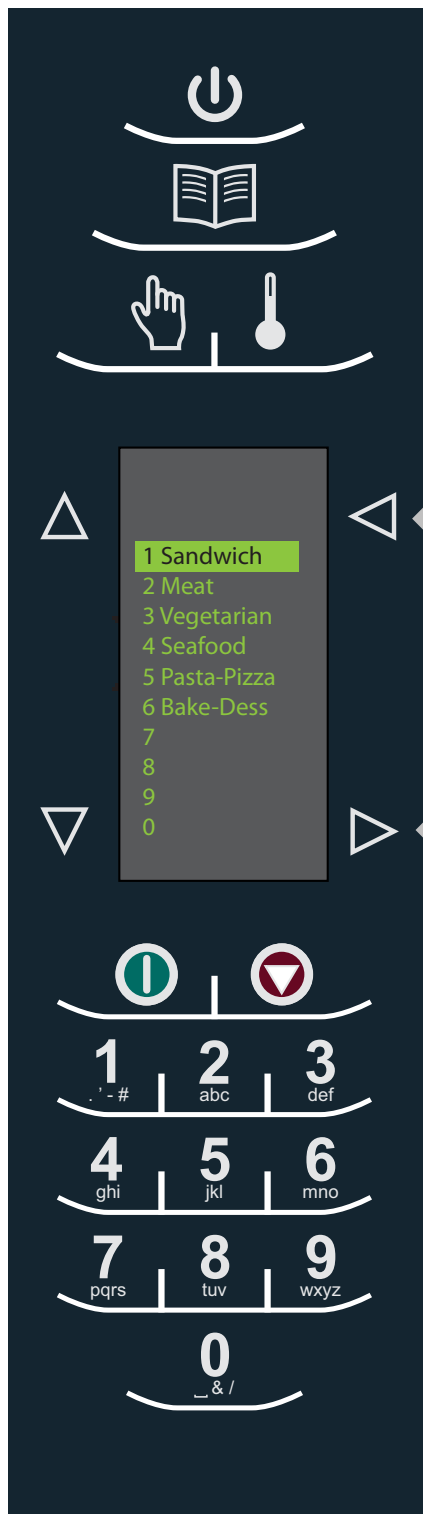 1 Sandwich
2 Meat
3 Vegetarian
4 Seafood
5 Pasta-Pizza
6 Bake-Dess
7
8
9
0
1 2 3
. ' - # abc def
4 5 6
ghi jkl mno
7 8 9
pqrs tuv wxyz
0
⎵ & /